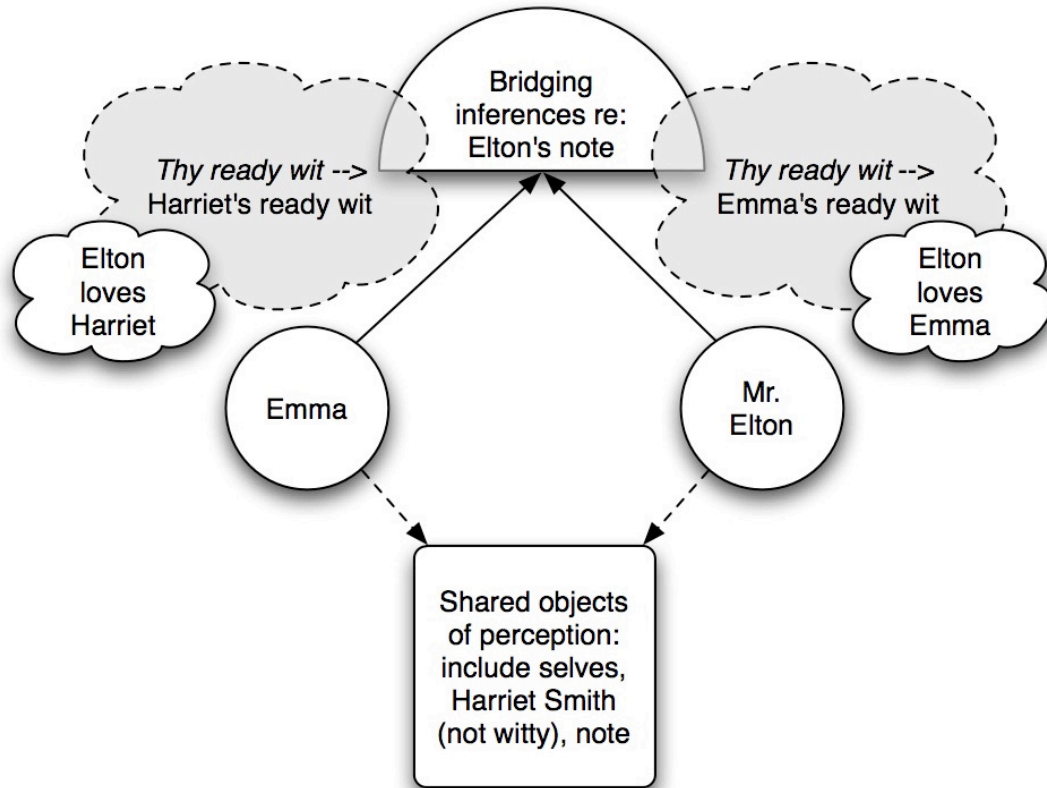 Bridging
inferences re:
Elton's note
Thy ready wit -->
Harriet's ready wit
Thy ready wit -->
Emma's ready wit
Elton
loves
Harriet
Elton
loves
Emma
Emma
Mr.
Elton
Shared objects
of perception:
include selves,
Harriet Smith
(not witty), note